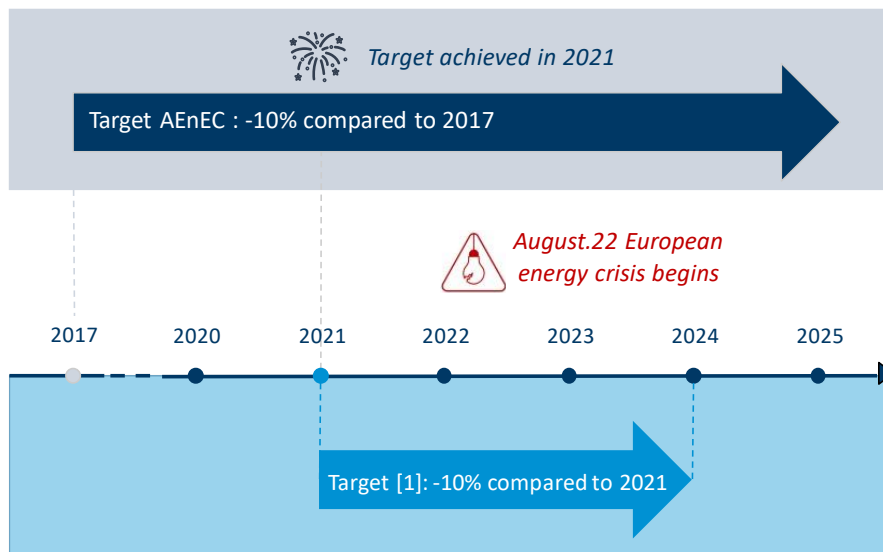 Target achieved in 2021
Target AEnEC : -10% compared to 2017
August.22 European
energy crisis begins
2017
2020
2021
2022
2023
2024
2025
Target [1]: -10% compared to 2021